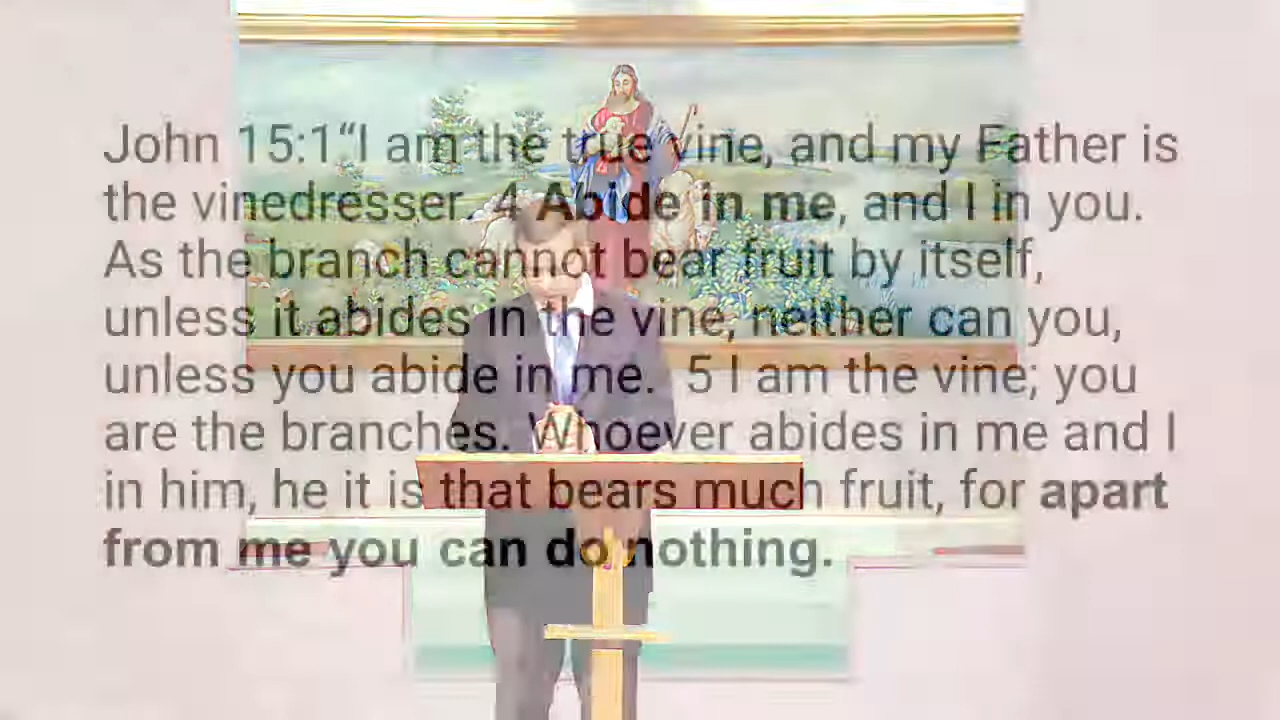 John 15:1“I am the true vine, and my Father is
the vinedresser. 4 Abide in me, and I in you.
As the branch cannot bear fruit by itself,
unless it abides in the vine, neither can you,
unless you abide in me. 5 I am the vine; you
are the branches. Whoever abides in me and I
in him, he it is that bears much fruit, for apart
from me you can do nothing.